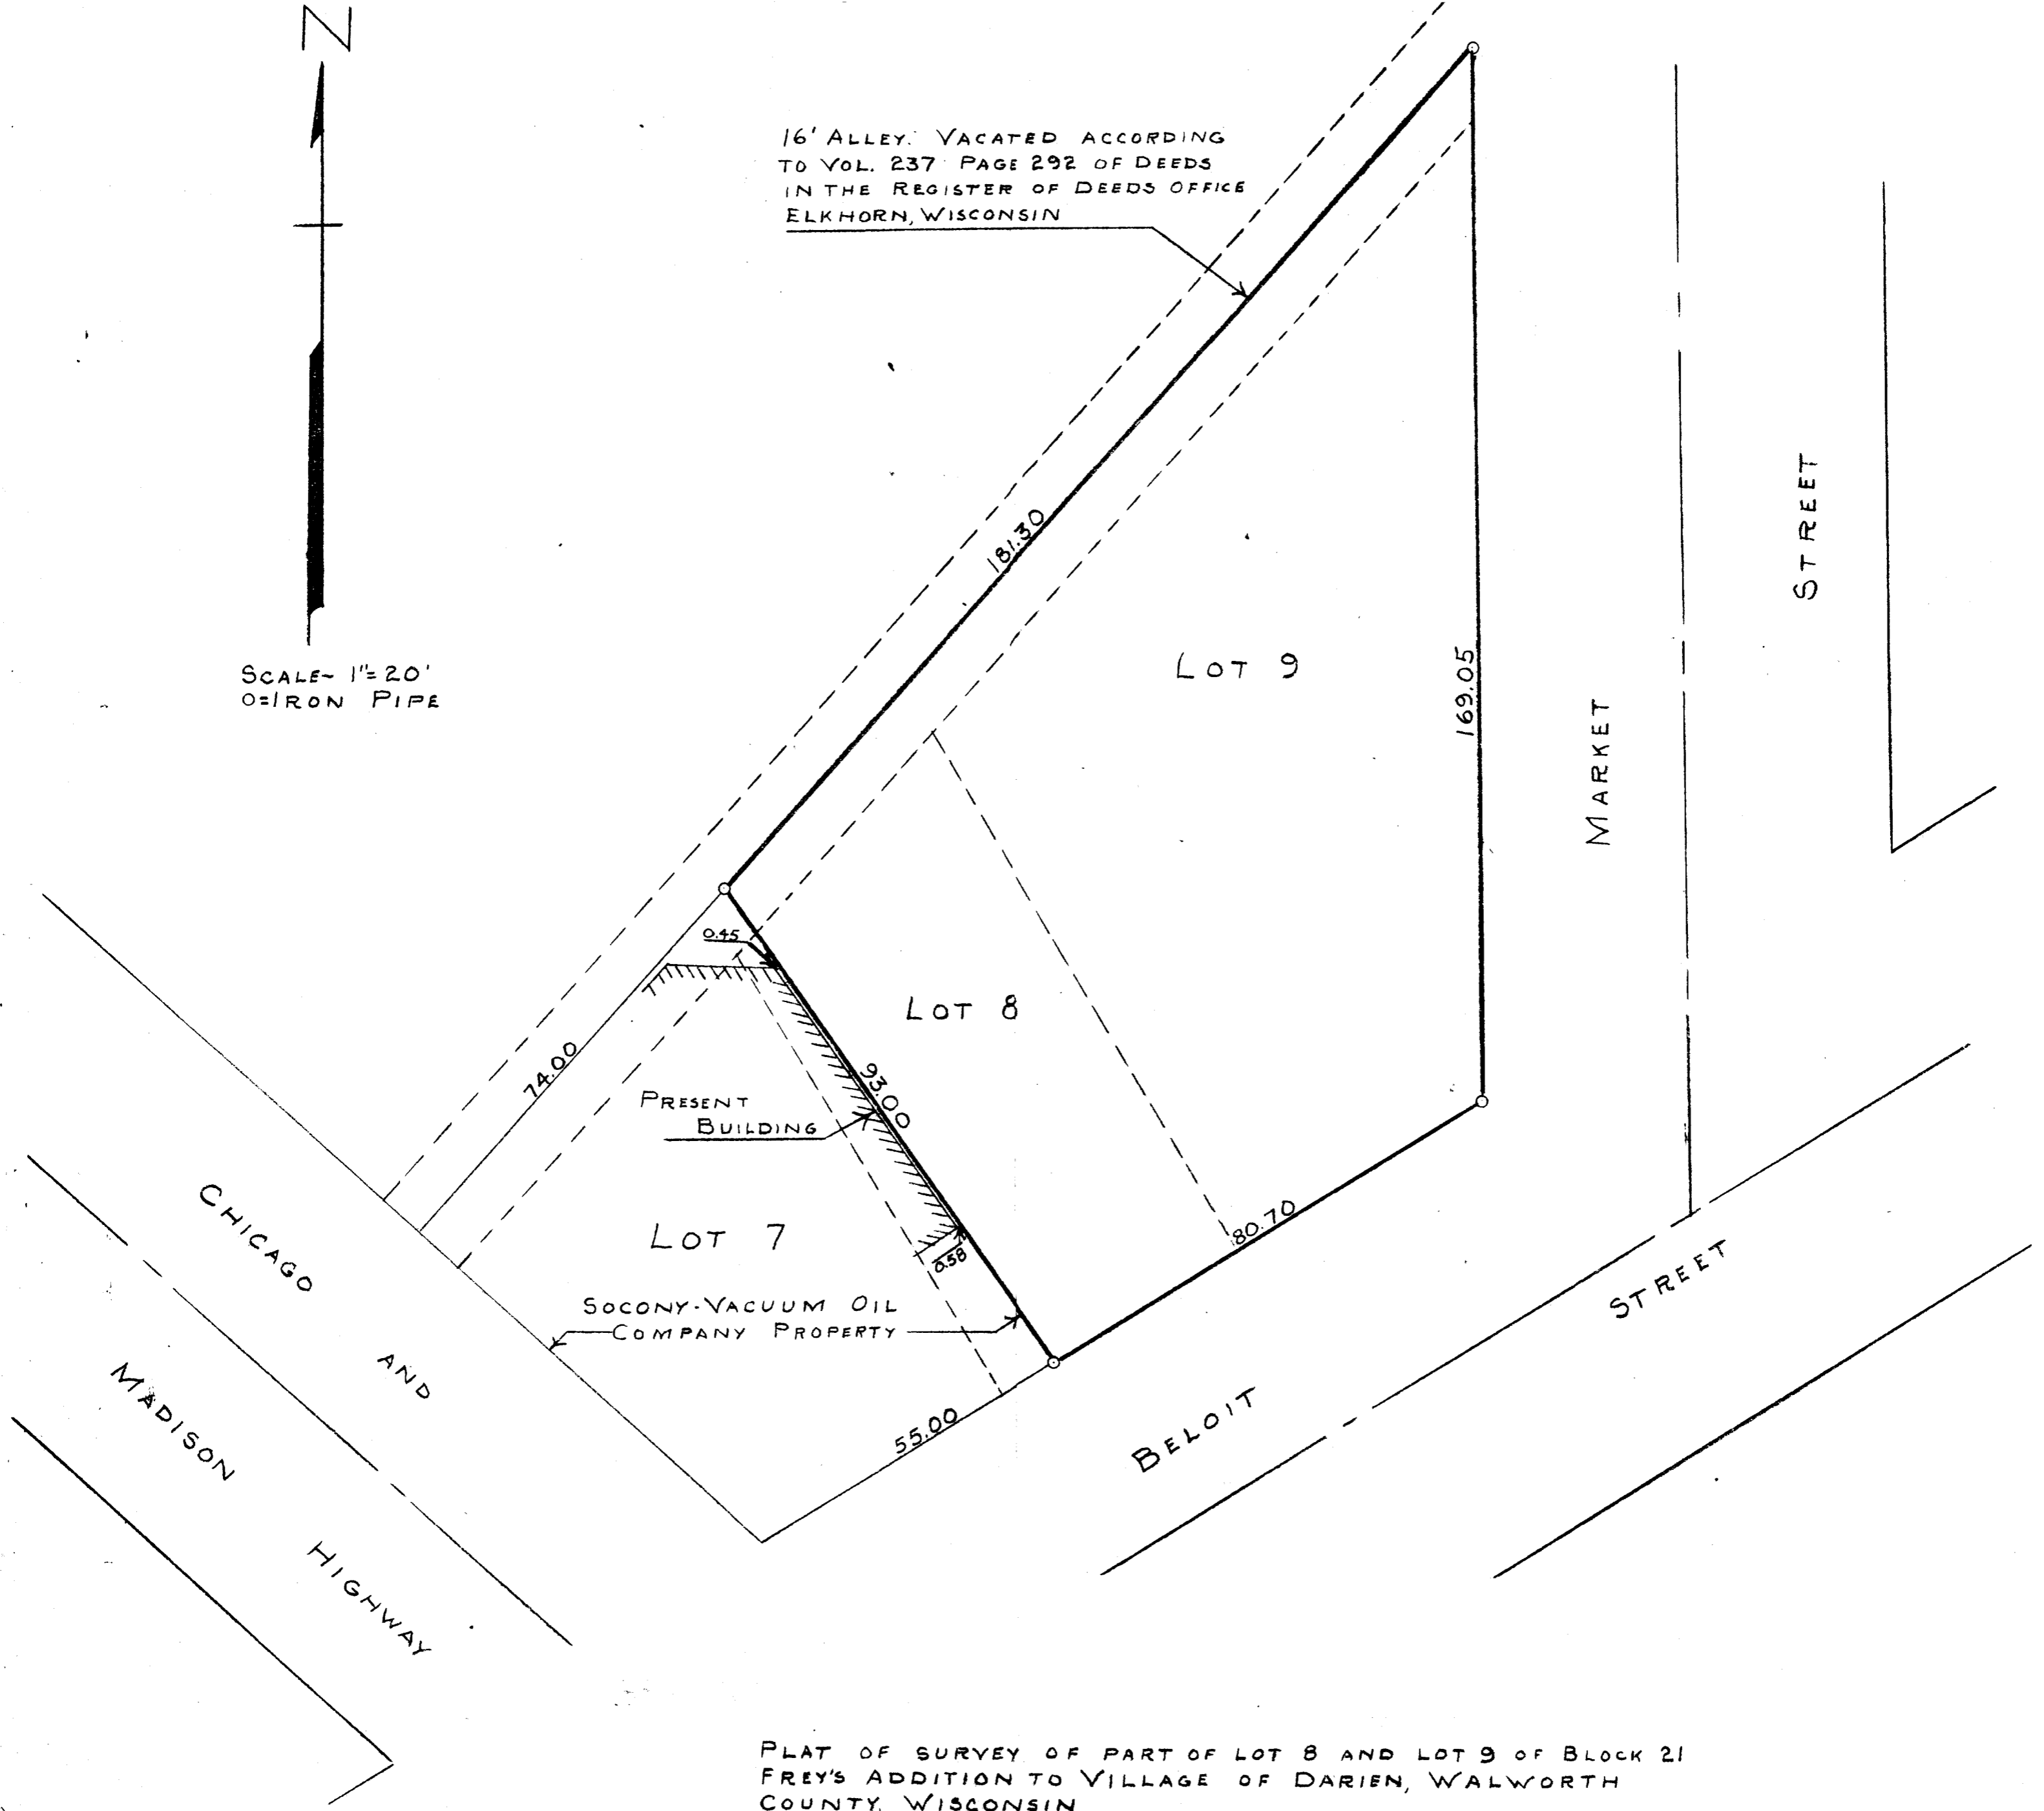 N
16' ALLEY. VACATED ACCORDING
TO VOL. 237 PAGE 292 OF DEEDS
IN THE REGISTER OF DEEDS OFFICE
ELKHORN, WISCONSIN
SCALE~ 1"=20'
O=IRON PIPE
181.30
LOT 9
169.05
MARKET
STREET
0.45
LOT 8
74.00
93.00
PRESENT
BUILDING
LOT 7
0.58
80.70
SOCONY-VACUUM OIL
COMPANY PROPERTY
55.00
BELOIT
STREET
CHICAGO
AND
MADISON
HIGHWAY
PLAT OF SURVEY OF PART OF LOT 8 AND LOT 9 OF BLOCK 21
FREY'S ADDITION TO VILLAGE OF DARIEN, WALWORTH
COUNTY, WISCONSIN